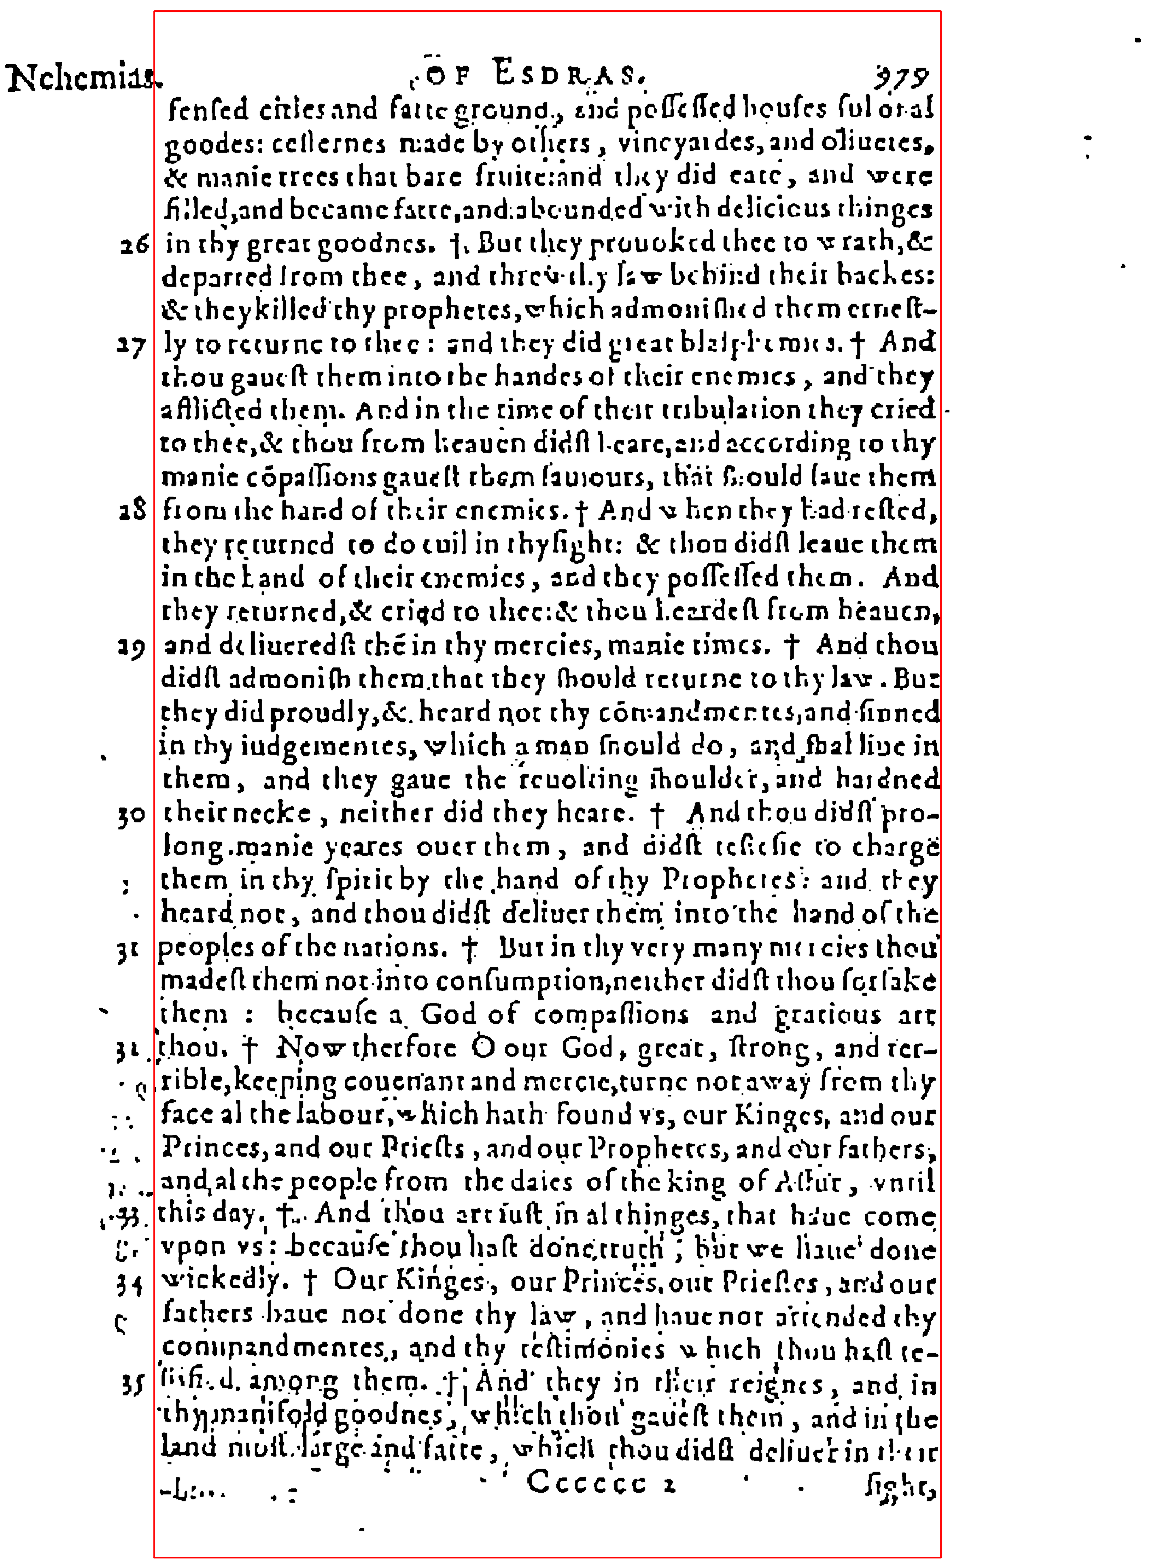 Nehemias. OF ESDRAS. 979
fensed cities and fatte ground, and possessed houses ful of al
goodes: cesternes made by others, vineyardes, and oliuetes,
& manie trees that bare fruite: and they did eate, and were
filled, and became fatte, and abounded with delicious thinges
26 in thy great goodnes. † But they prouoked thee to wrath, &
departed from thee, and threw thy law behind their backes:
& they killed thy prophetes, which admonished them ernest-
27 ly to returne to thee: and they did great blasphemies. † And
thou gauest them into the handes of their enemies, and they
afflicted them. And in the time of their tribulation they cried
to thee, & thou from heauen didst heare, and according to thy
manie cõpassions gauest them sauiours, that should saue them
28 from the hand of their enemies. † And when they had rested,
they returned to do euil in thy sight: & thou didst leaue them
in the hand of their enemies, and they possessed them. And
they returned, & cried to thee: & thou heardest from heauen,
29 and deliueredst thẽ in thy mercies, manie times. † And thou
didst admonish them that they should returne to thy law. But
they did proudly, & heard not thy cõmandmentes, and sinned
in thy iudgementes, which a man should do, and shal liue in
them, and they gaue the reuolting shoulder, and hardned
30 their necke, neither did they heare. † And thou didst pro-
long manie yeares ouer them, and didst testifie to charge
them in thy spirit by the hand of thy Prophetes: and they
heard not, and thou didst deliuer them into the hand of the
31 peoples of the nations. † But in thy very many mercies thou
madest them not into consumption, neither didst thou forsake
them: because a God of compassions and gratious art
32 thou. † Now therfore O our God, great, strong, and ter-
rible, keeping couenant and mercie, turne not away from thy
face al the labour, which hath found vs, our Kinges, and our
Princes, and our Priests, and our Prophetes, and our fathers,
and al the people from the daies of the king of Assur, vntil
33 this day. † And thou art iust in al thinges, that haue come
vpon vs: because thou hast done truth, but we haue done
34 wickedly. † Our Kinges, our Princes, our Priestes, and our
fathers haue not done thy law, and haue not attended thy
commandmentes, and thy testimonies which thou hast te-
35 stified among them. † And they in their reignes, and in
thy manifold goodnes, which thou gauest them, and in the
land most large and fatte, which thou didst deliuer in their
Cccccc 2 sight,